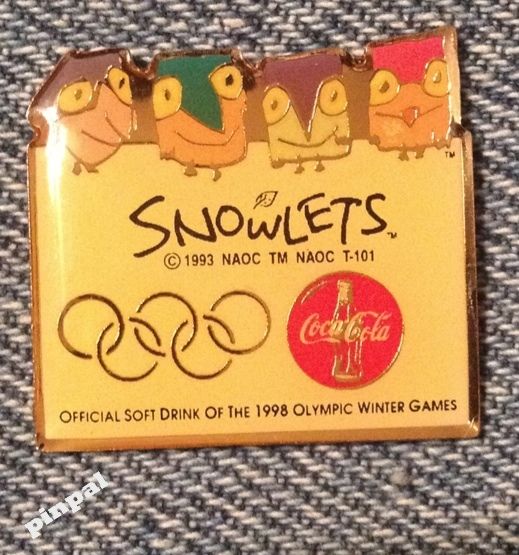 TM
SNOWLETS TM
© 1993 NAOC TM NAOC T-101
Coca-Cola
OFFICIAL SOFT DRINK OF THE 1998 OLYMPIC WINTER GAMES
pinpal